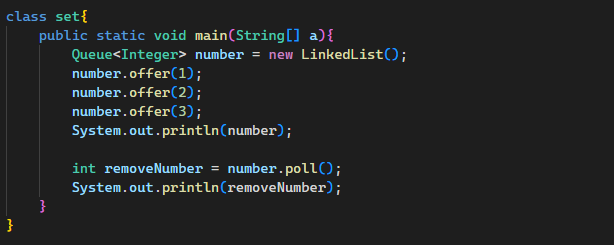 class set{
    public static void main(String[] a){
        Queue<Integer> number = new LinkedList();
        number.offer(1);
        number.offer(2);
        number.offer(3);
        System.out.println(number);

        int removeNumber = number.poll();
        System.out.println(removeNumber);
    }
}